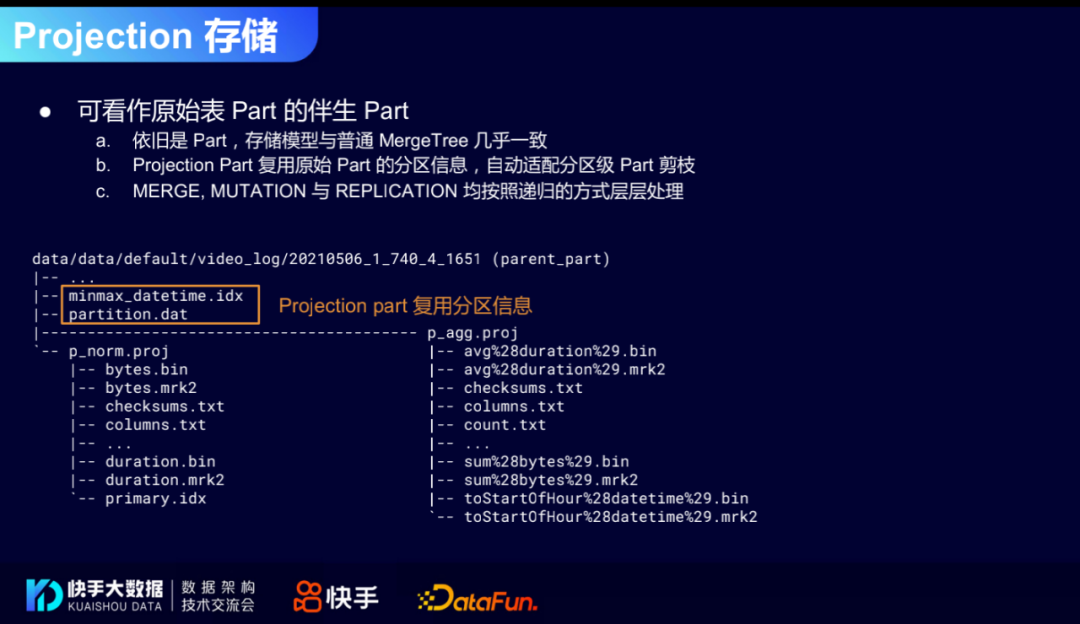 Projection 存储
● 可看作原始表 Part 的伴生 Part
a. 依旧是 Part，存储模型与普通 MergeTree 几乎一致
b. Projection Part 复用原始 Part 的分区信息，自动适配分区级 Part 剪枝
c. MERGE, MUTATION 与 REPLICATION 均按照递归的方式层层处理
data/data/default/video_log/20210506_1_740_4_1651 (parent_part)
|-- ...
|-- minmax_datetime.idx
|-- partition.dat
Projection part 复用分区信息
|-----------------------------------------
`-- p_norm.proj
|-- bytes.bin
|-- bytes.mrk2
|-- checksums.txt
|-- columns.txt
|-- ...
|-- duration.bin
|-- duration.mrk2
`-- primary.idx
p_agg.proj
|-- avg%28duration%29.bin
|-- avg%28duration%29.mrk2
|-- checksums.txt
|-- columns.txt
|-- count.txt
|-- ...
|-- sum%28bytes%29.bin
|-- sum%28bytes%29.mrk2
|-- toStartOfHour%28datetime%29.bin
`-- toStartOfHour%28datetime%29.mrk2
快手大数据
KUAISHOU DATA
数据架构
技术交流会
快手
DataFun.